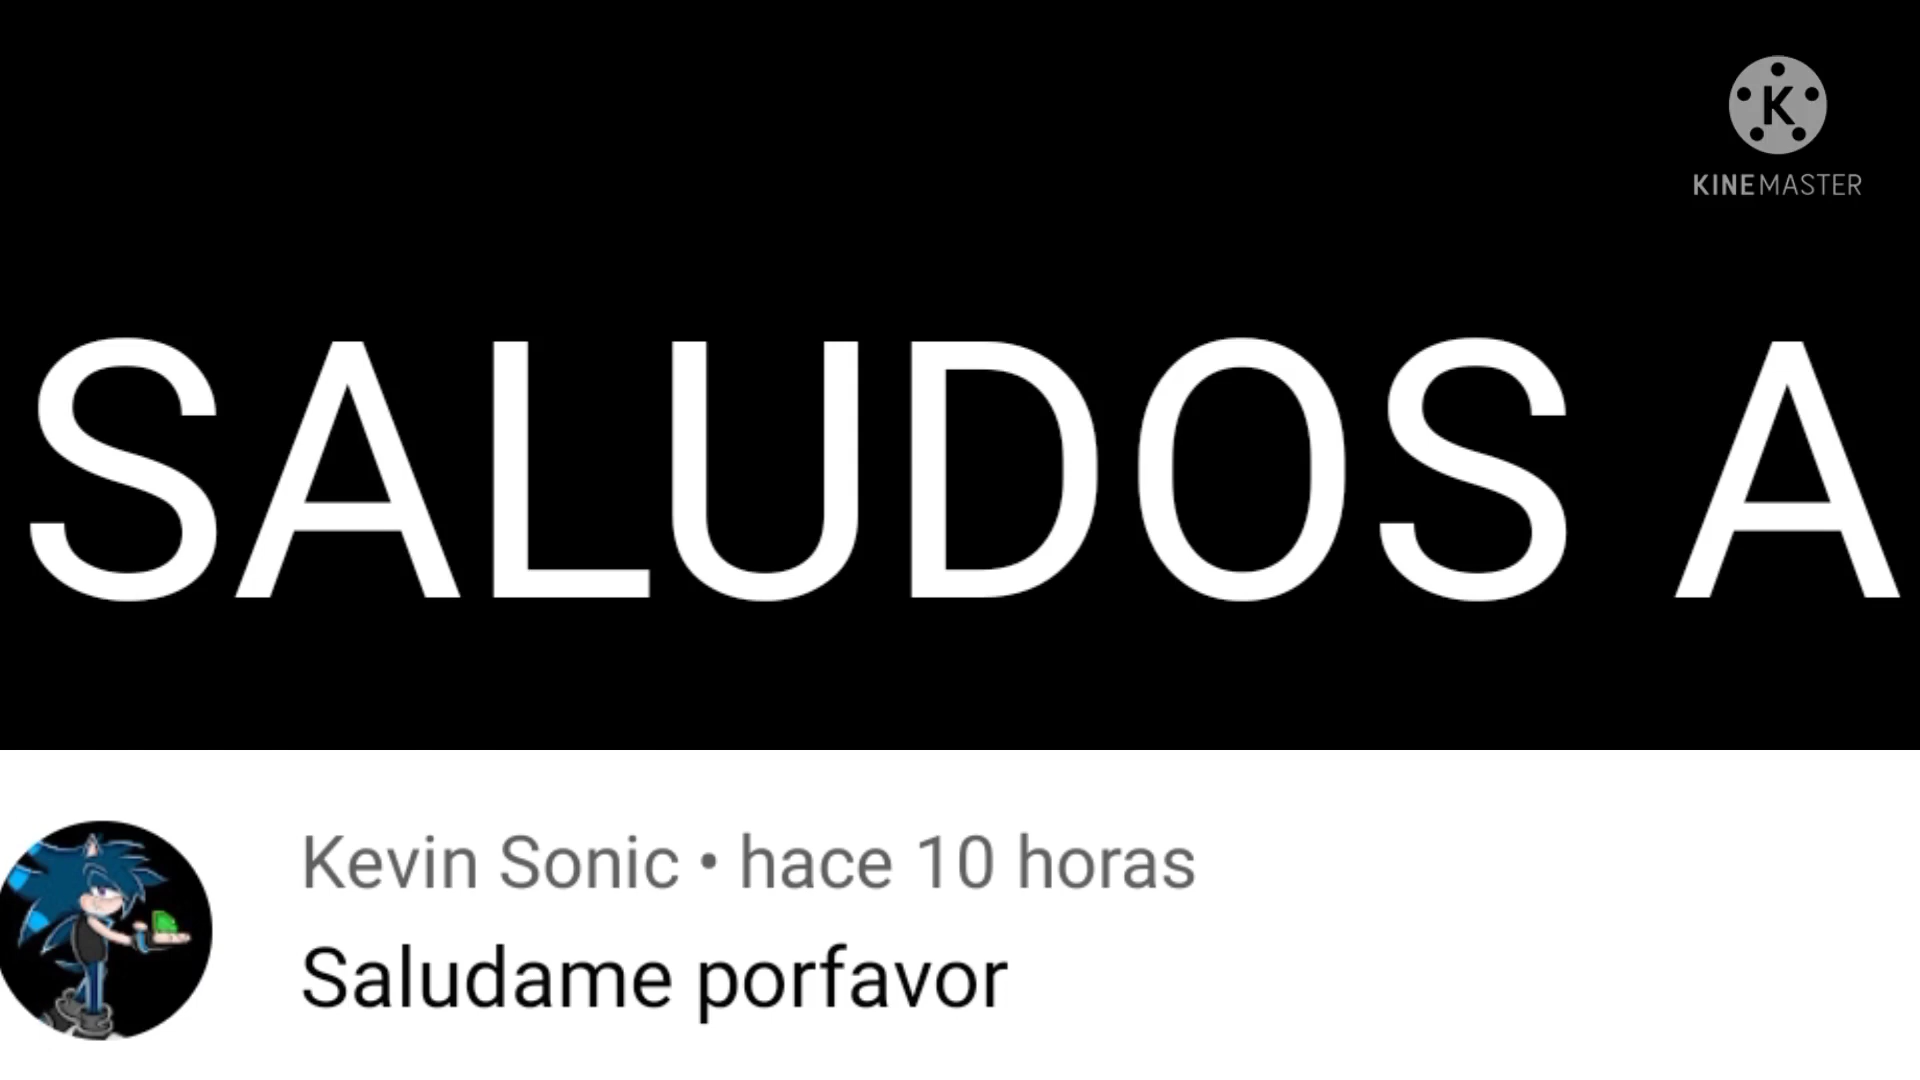 K
KINEMASTER
SALUDOS A
Kevin Sonic • hace 10 horas
Saludame porfavor